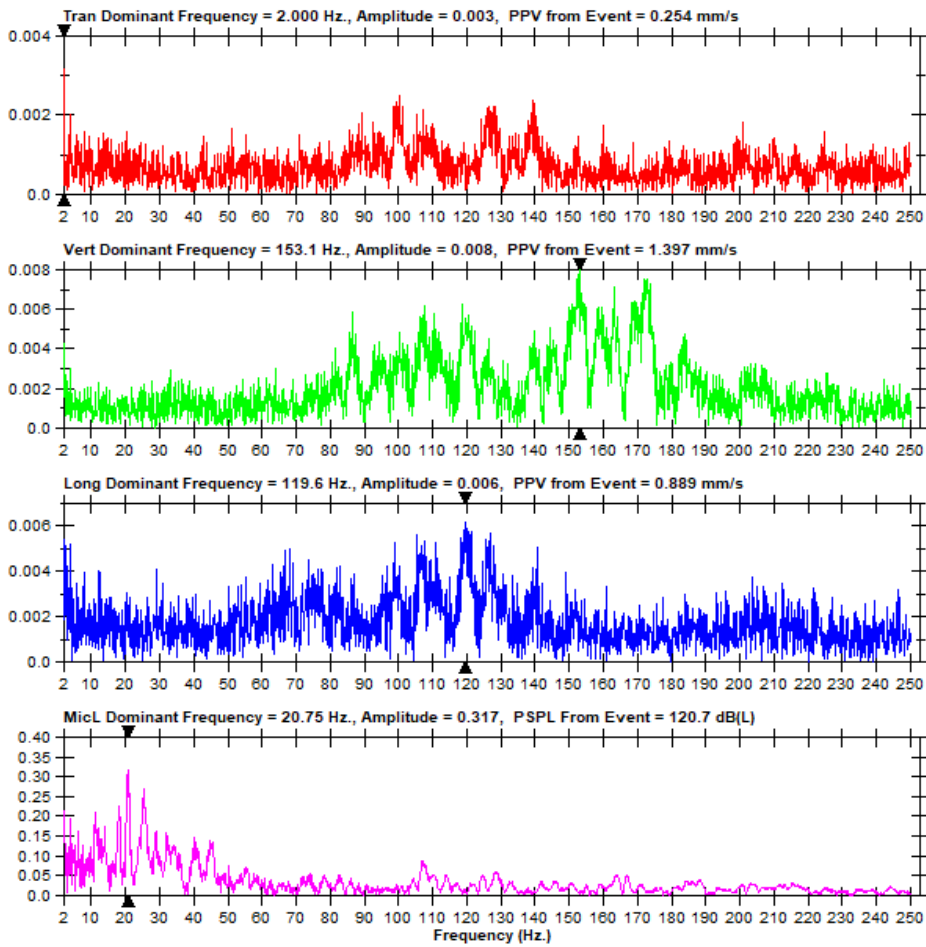 Tran Dominant Frequency = 2.000 Hz., Amplitude = 0.003, PPV from Event = 0.254 mm/s
0.004
0.002
0.0
2 10 20 30 40 50 60 70 80 90 100 110 120 130 140 150 160 170 180 190 200 210 220 230 250
Vert Dominant Frequency = 153.1 Hz., Amplitude = 0.008, PPV from Event = 1.397 mm/s
0.008
0.006
0.004
0.002
0.0
2 10 20 30 40 50 60 70 80 90 100 110 120 130 140 150 160 170 180 190 200 210 220 230 250
Long Dominant Frequency = 119.6 Hz., Amplitude = 0.006, PPV from Event = 0.889 mm/s
0.006
0.004
0.002
0.0
2 10 20 30 40 50 60 70 80 90 100 110 120 130 140 150 160 170 180 190 200 210 220 230 250
MicL Dominant Frequency = 20.75 Hz., Amplitude = 0.317, PSPL From Event = 120.7 dB(L)
0.40
0.35
0.30
0.25
0.20
0.15
0.10
0.05
0.0
2 10 20 30 40 50 60 70 80 90 100 110 120 130 140 150 160 170 180 190 200 210 220 230 250
Frequency (Hz.)